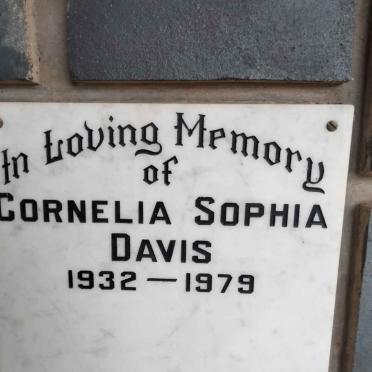 In Loving Memory
of
CORNELIA SOPHIA
DAVIS
1932 — 1979